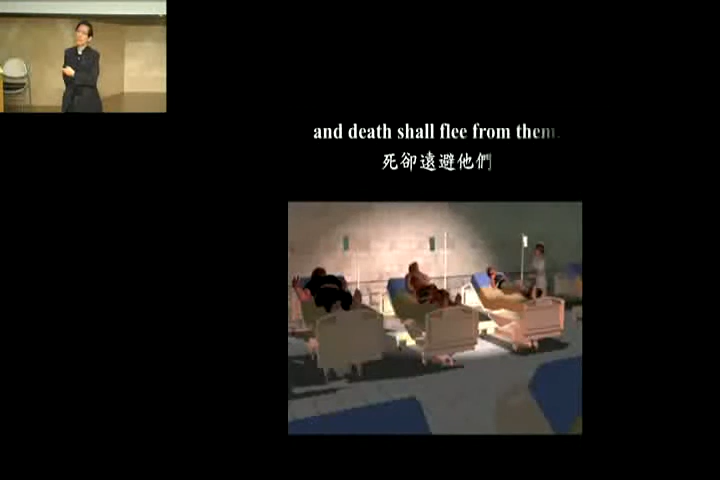 and death shall flee from them.
死卻遠避他們